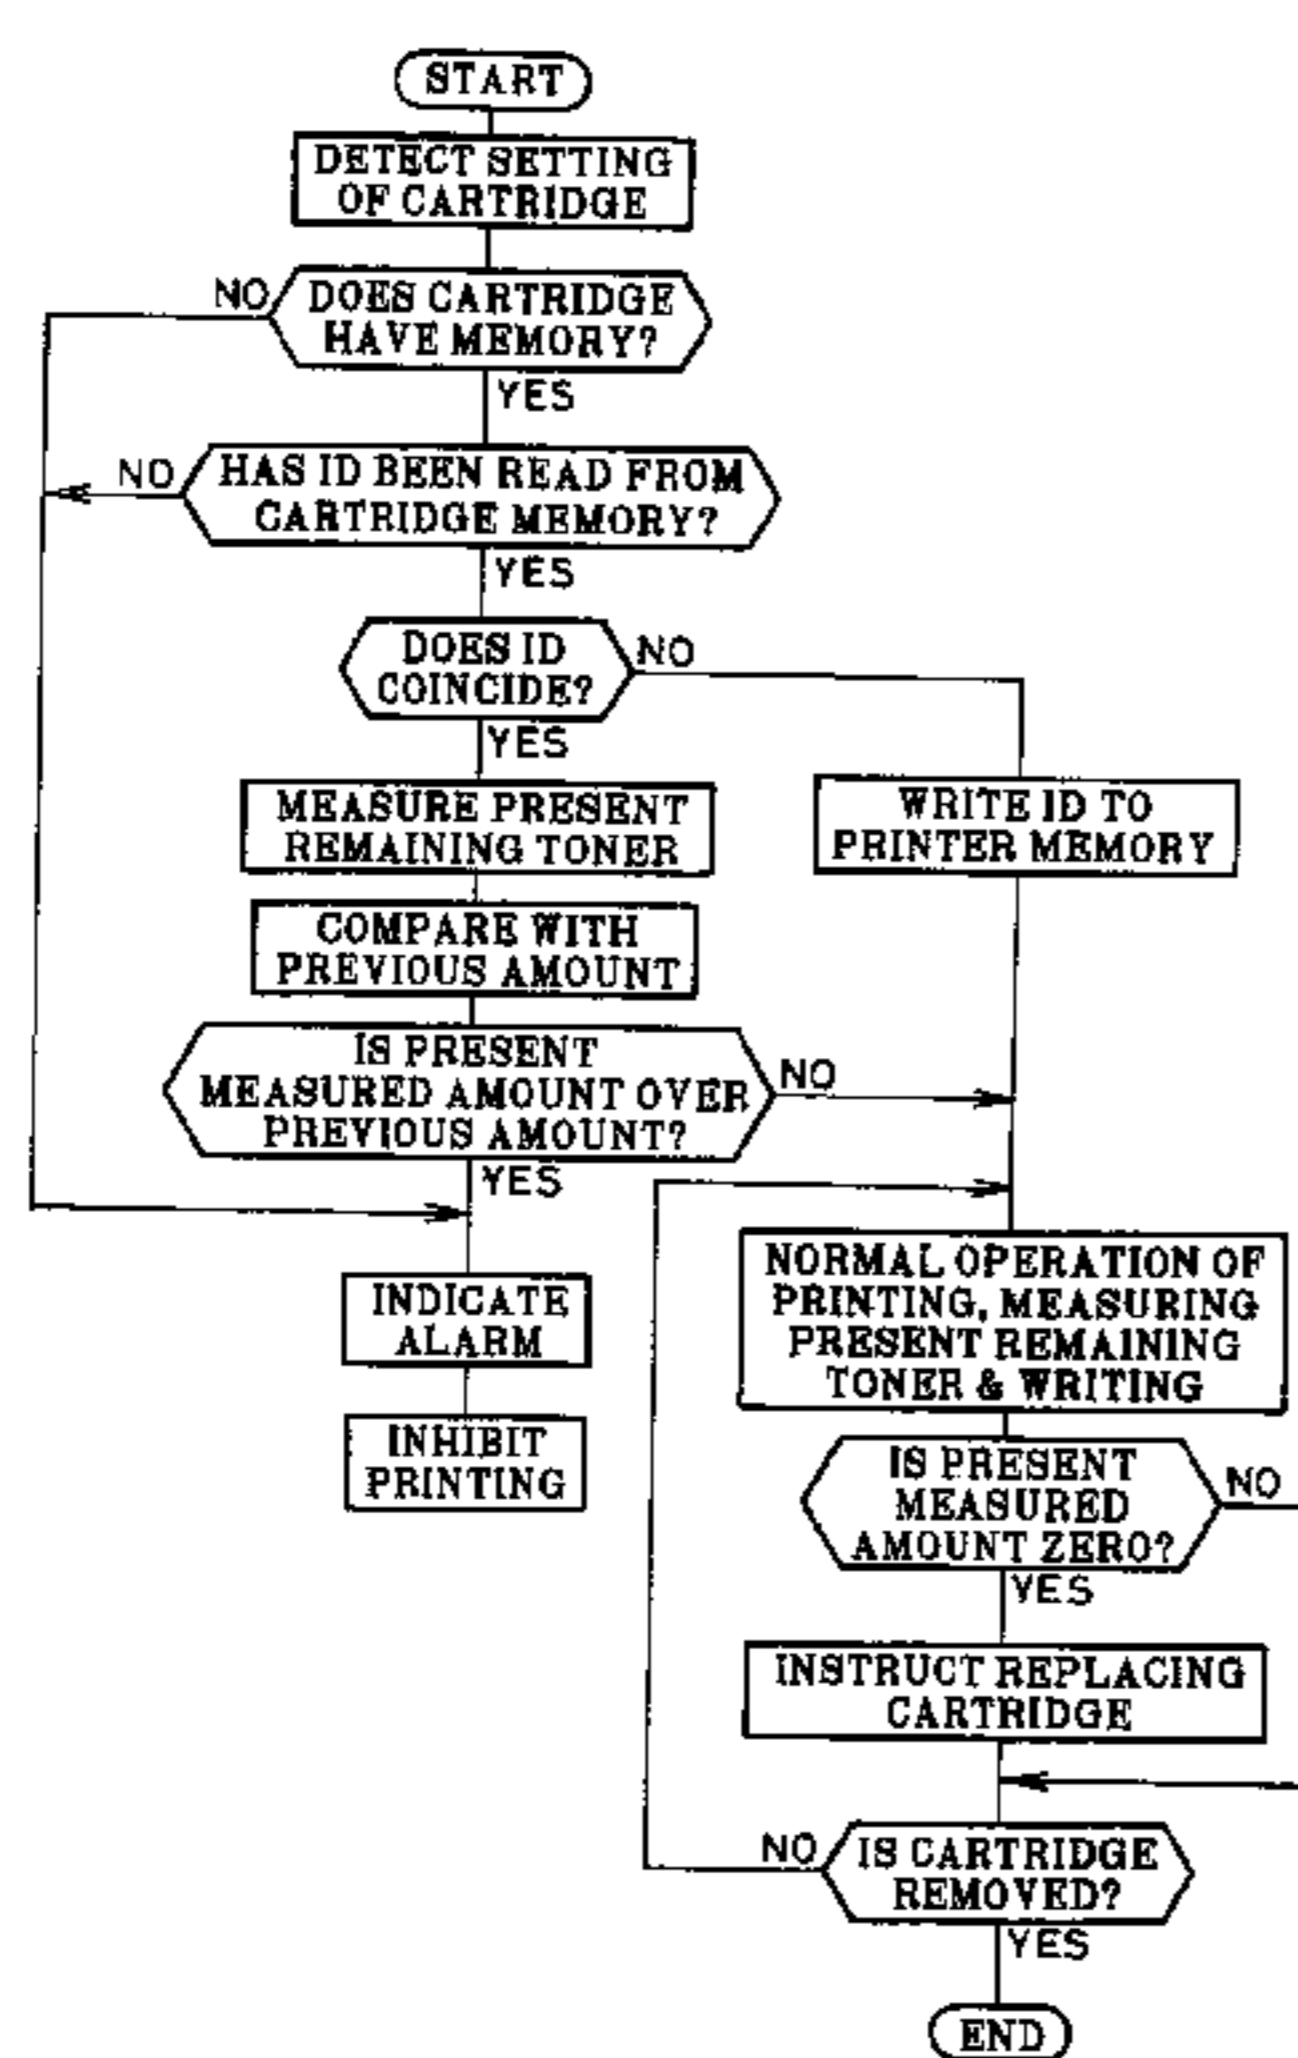 START
DETECT SETTING
OF CARTRIDGE
NO
DOES CARTRIDGE
HAVE MEMORY?
YES
NO
HAS ID BEEN READ FROM
CARTRIDGE MEMORY?
YES
DOES ID
COINCIDE?
NO
YES
MEASURE PRESENT
REMAINING TONER
WRITE ID TO
PRINTER MEMORY
COMPARE WITH
PREVIOUS AMOUNT
IS PRESENT
MEASURED AMOUNT OVER
PREVIOUS AMOUNT?
NO
YES
INDICATE
ALARM
INHIBIT
PRINTING
NORMAL OPERATION OF
PRINTING, MEASURING
PRESENT REMAINING
TONER & WRITING
IS PRESENT
MEASURED
AMOUNT ZERO?
NO
YES
INSTRUCT REPLACING
CARTRIDGE
NO
IS CARTRIDGE
REMOVED?
YES
END